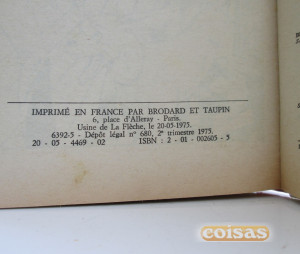 IMPRIMÉ EN FRANCE PAR BRODARD ET TAUPIN
6, place d'Alleray - Paris.
Usine de La Flèche, le 20-05-1975.
6392-5 - Dépôt légal n° 680, 2e trimestre 1975.
20 - 05 - 4469 - 02 ISBN : 2 - 01 - 002605 - 3
coisas